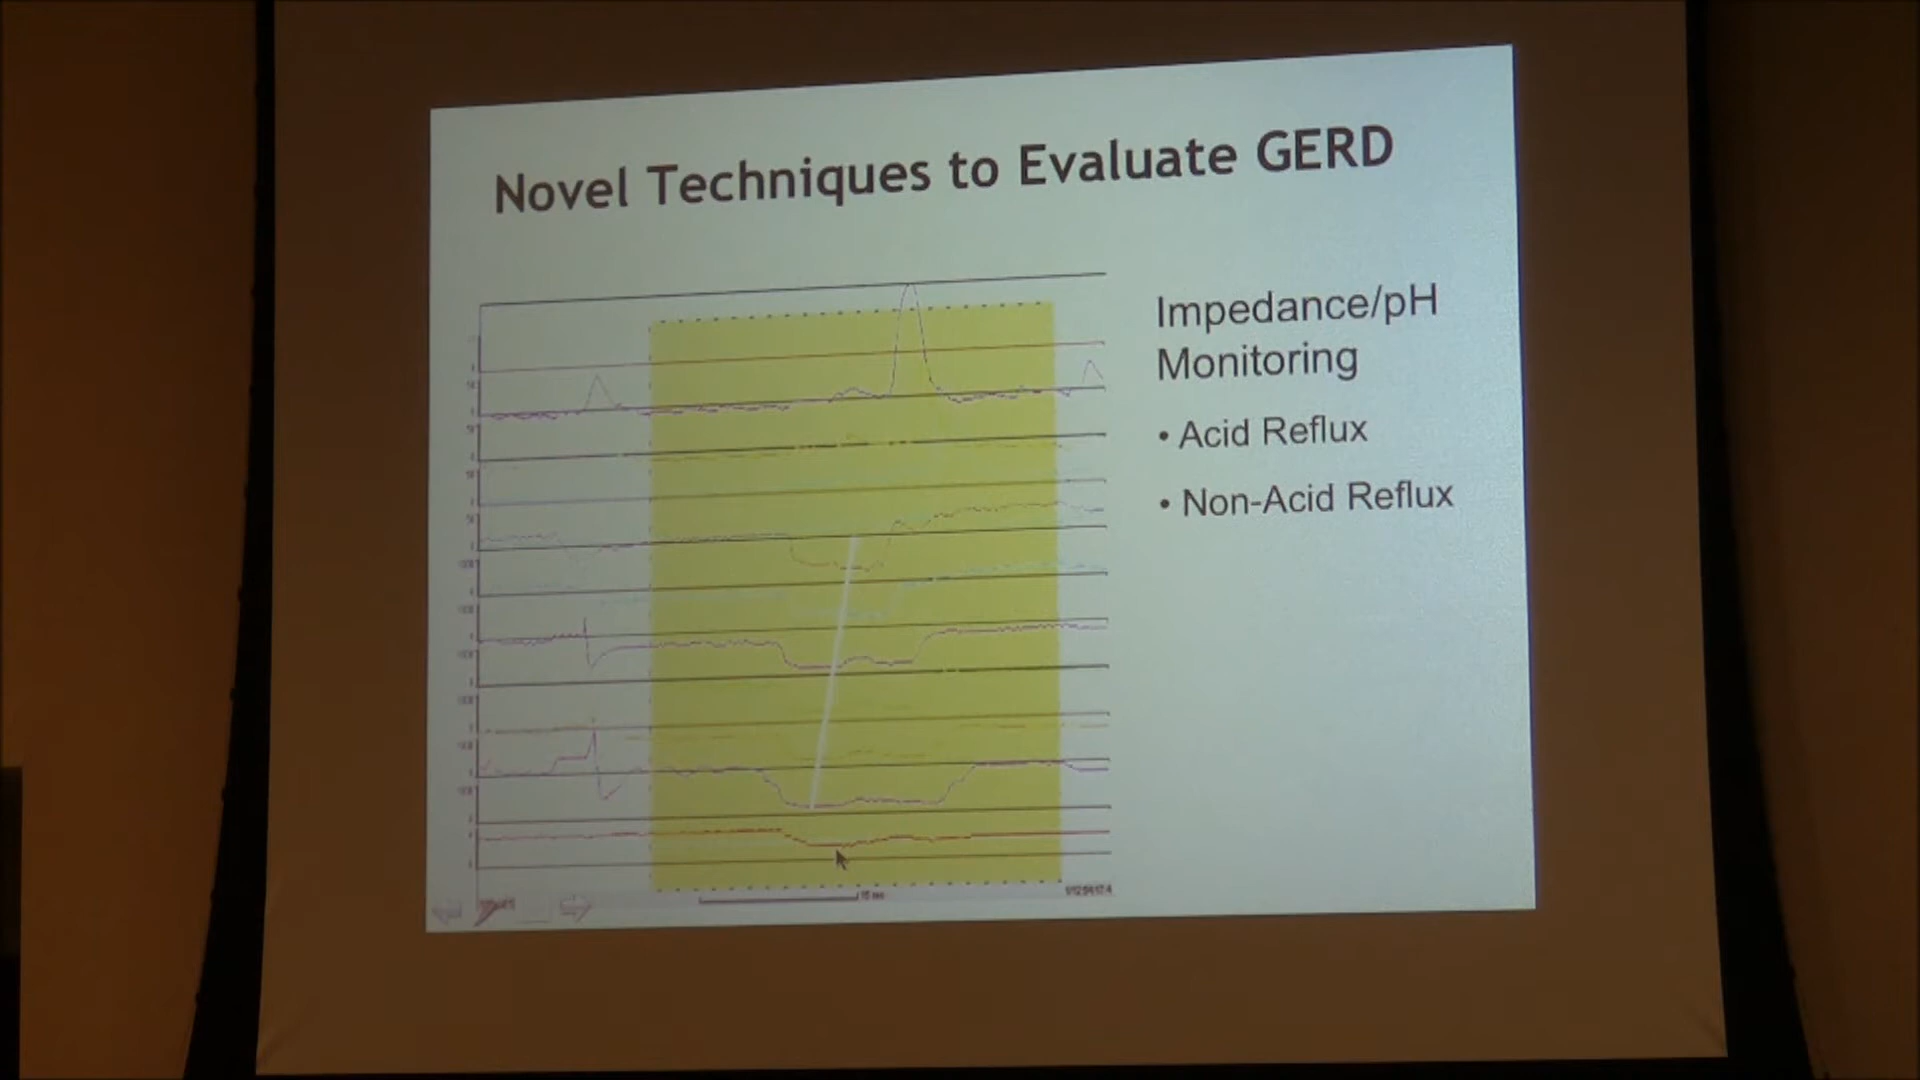 Novel Techniques to Evaluate GERD
Impedance/pH
Monitoring
• Acid Reflux
• Non-Acid Reflux